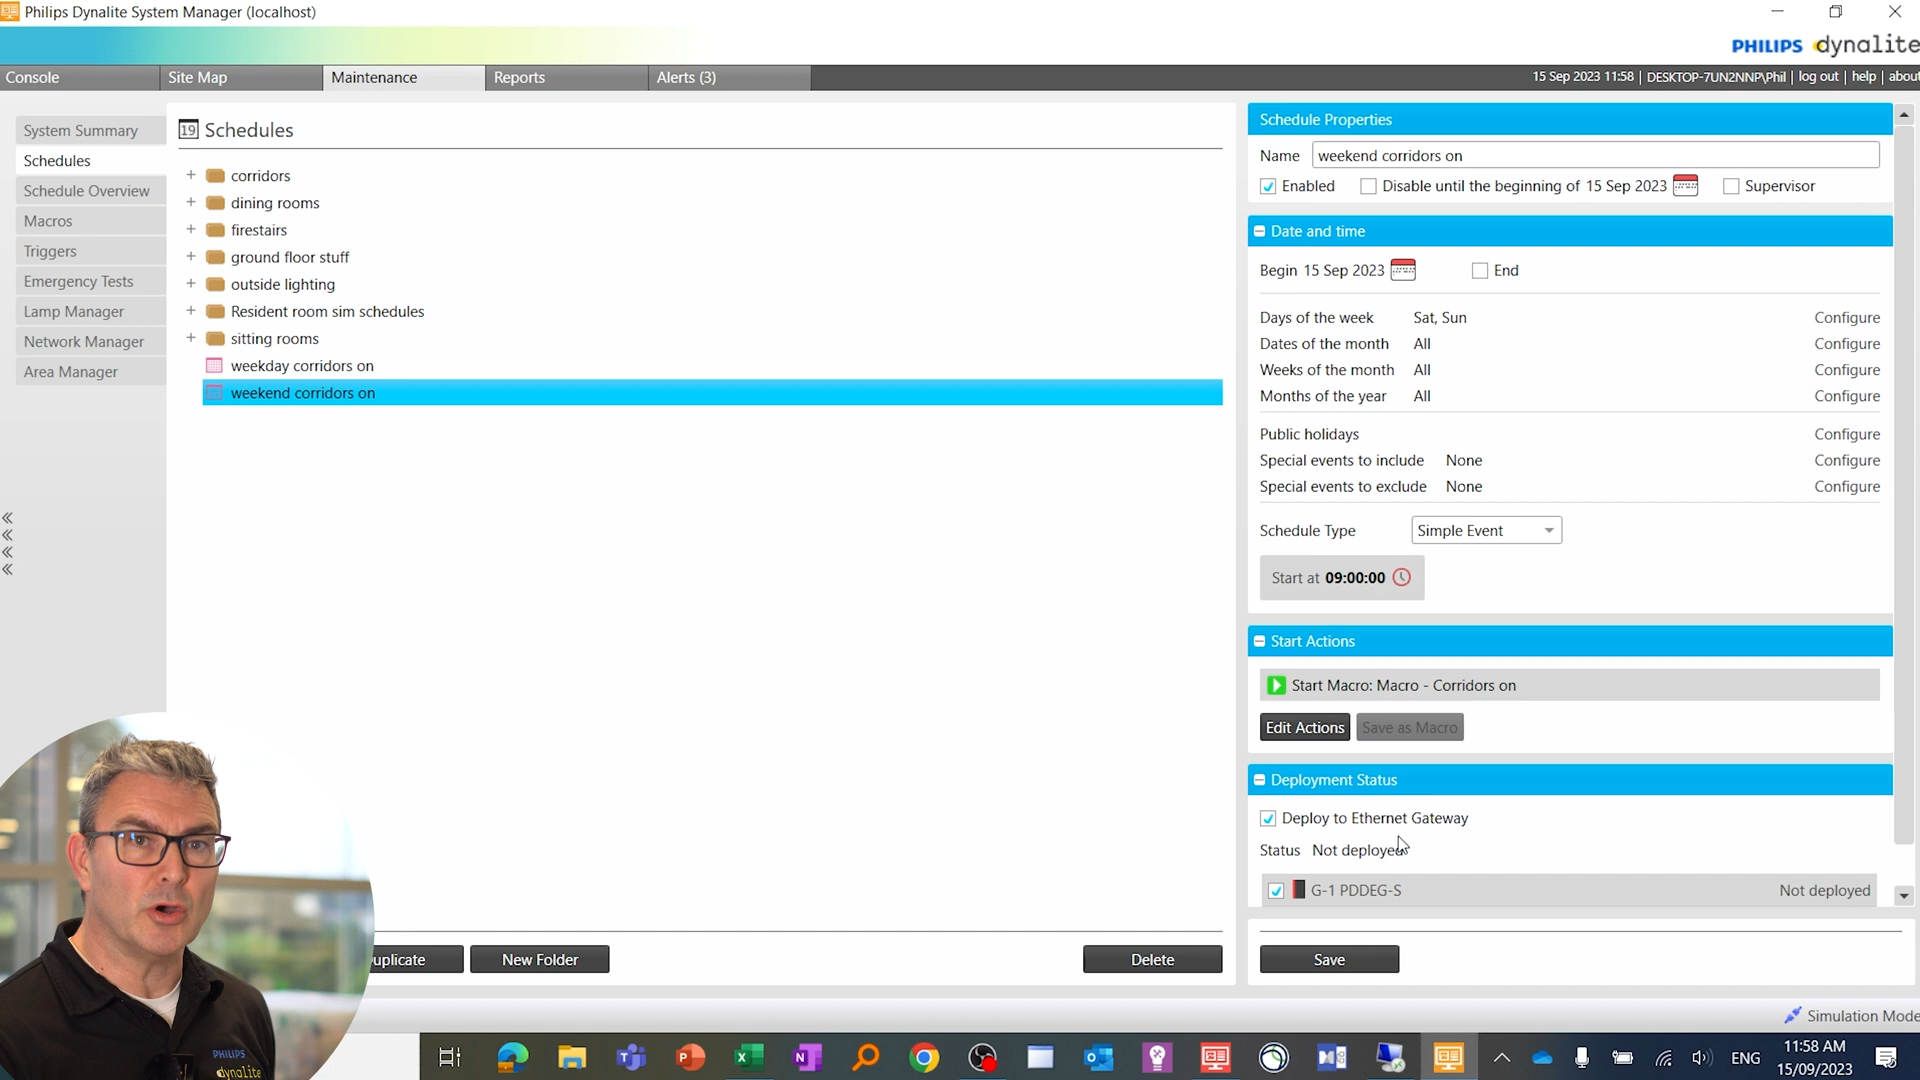 Philips Dynalite System Manager (localhost)
PHILIPS dynalite
Console Site Map Maintenance Reports Alerts (3)
15 Sep 2023 11:58 | DESKTOP-7UN2NNP\Phil | log out | help | about
System Summary
Schedules
Schedule Overview
Macros
Triggers
Emergency Tests
Lamp Manager
Network Manager
Area Manager
19 Schedules
+ corridors
+ dining rooms
+ firestairs
+ ground floor stuff
+ outside lighting
+ Resident room sim schedules
+ sitting rooms
weekday corridors on
weekend corridors on
uplicate New Folder Delete
Schedule Properties
Name weekend corridors on
Enabled Disable until the beginning of 15 Sep 2023 Supervisor
Date and time
Begin 15 Sep 2023 End
Days of the week Sat, Sun Configure
Dates of the month All Configure
Weeks of the month All Configure
Months of the year All Configure
Public holidays Configure
Special events to include None Configure
Special events to exclude None Configure
Schedule Type Simple Event
Start at 09:00:00
Start Actions
Start Macro: Macro - Corridors on
Edit Actions Save as Macro
Deployment Status
Deploy to Ethernet Gateway
Status Not deployed
G-1 PDDEG-S Not deployed
Save
Simulation Mode
PHILIPS
dynalite
ENG
11:58 AM
15/09/2023